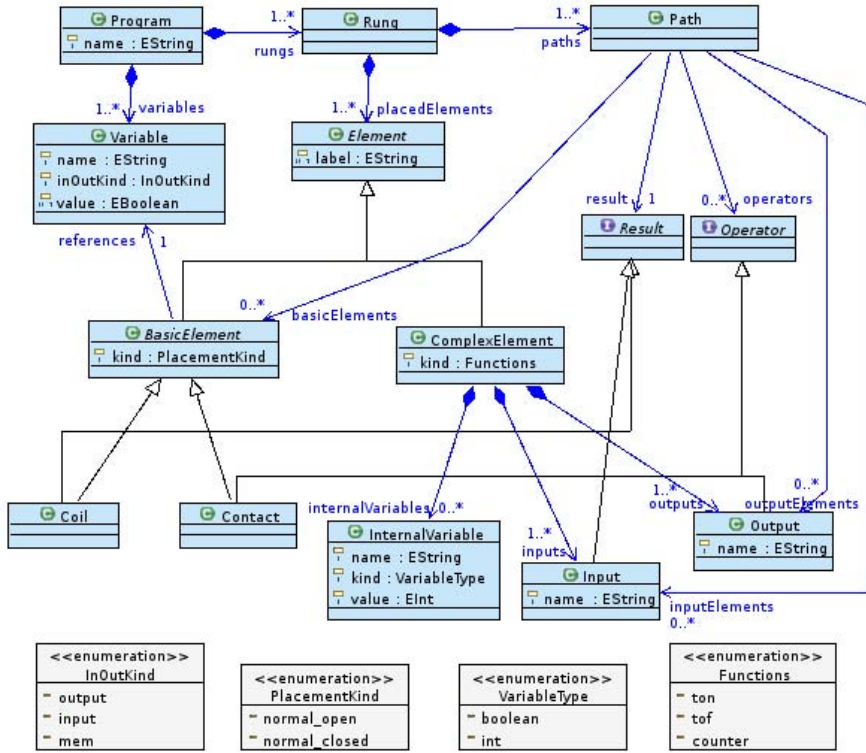 Program
name : EString
1..*
rungs
Rung
1..*
paths
Path
1..*
variables
1..*
placedElements
Variable
name : EString
inOutKind : InOutKind
value : EBoolean
Element
label : EString
references
1
result
1
0..*
operators
Result
Operator
0..*
basicElements
BasicElement
kind : PlacementKind
ComplexElement
kind : Functions
Coil
Contact
internalVariables
0..*
1..*
inputs
1..*
outputs
0..*
outputElements
InternalVariable
name : EString
kind : VariableType
value : EInt
Input
name : EString
Output
name : EString
inputElements
0..*
<<enumeration>>
InOutKind
output
input
mem
<<enumeration>>
PlacementKind
normal_open
normal_closed
<<enumeration>>
VariableType
boolean
int
<<enumeration>>
Functions
ton
tof
counter